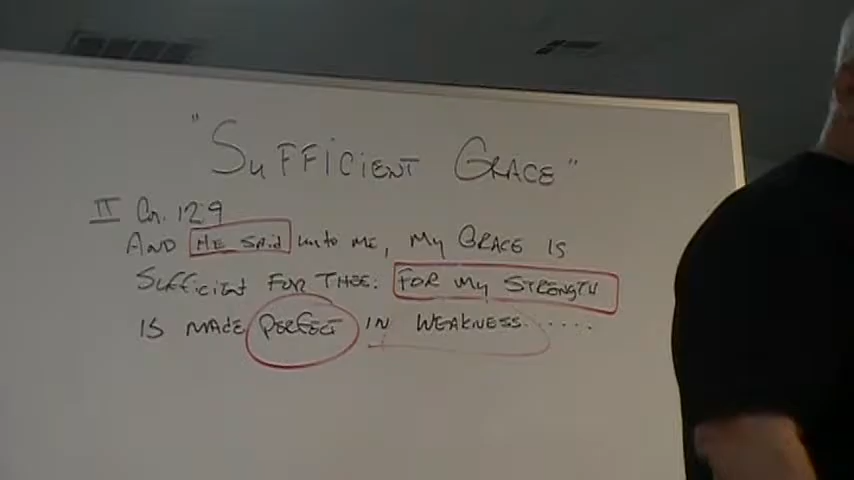 "Sufficient Grace"
II Cor. 12 9
And He said unto me, My Grace is
sufficient for thee: for my strength
is made perfect in weakness.....